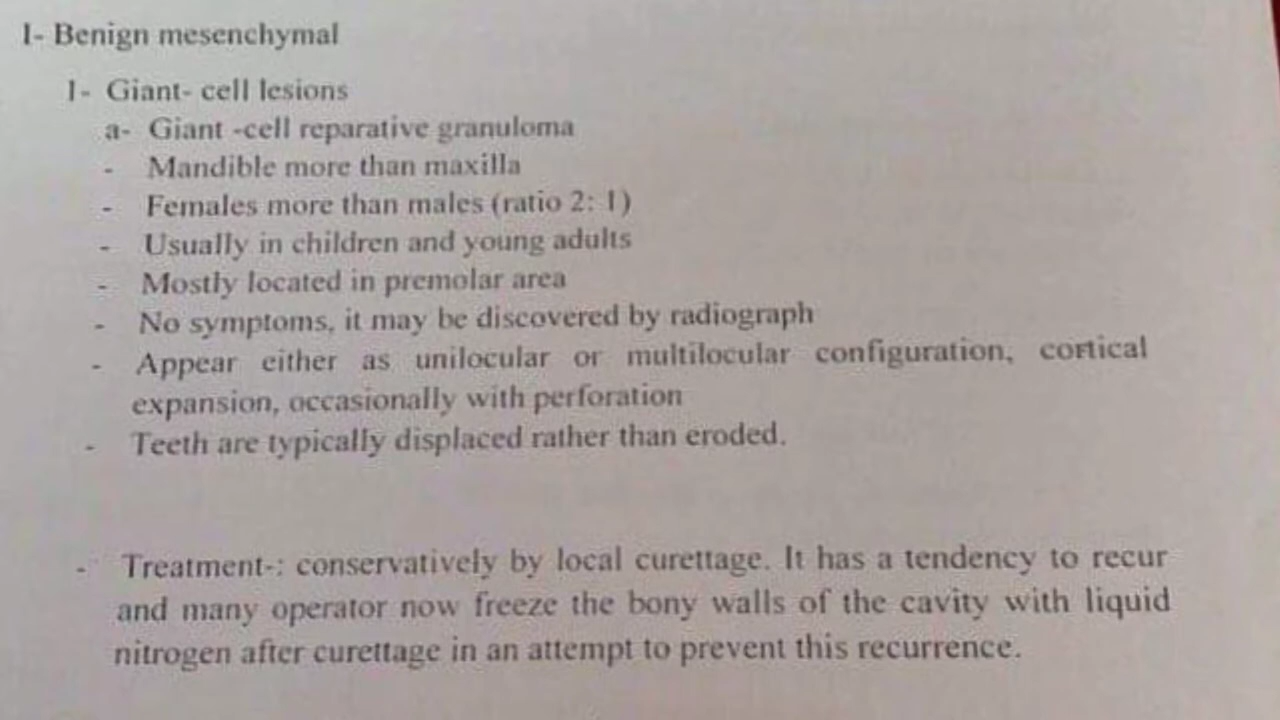 I- Benign mesenchymal
1- Giant- cell lesions
a- Giant -cell reparative granuloma
- Mandible more than maxilla
- Females more than males (ratio 2: 1)
- Usually in children and young adults
- Mostly located in premolar area
- No symptoms, it may be discovered by radiograph
- Appear either as unilocular or multilocular configuration, cortical
expansion, occasionally with perforation
- Teeth are typically displaced rather than eroded.
- Treatment-: conservatively by local curettage. It has a tendency to recur
and many operator now freeze the bony walls of the cavity with liquid
nitrogen after curettage in an attempt to prevent this recurrence.